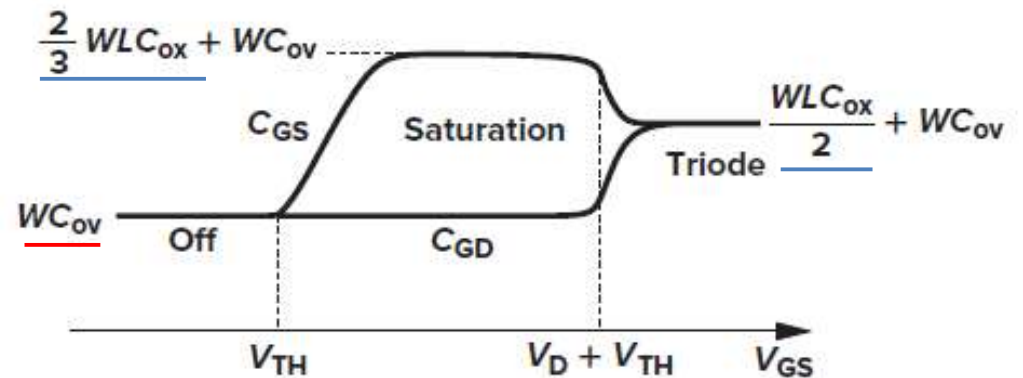 2/3 WLCox + WCov
CGS
Saturation
WLCox/2 + WCov
Triode
WCov
Off
CGD
VTH
VD + VTH
VGS